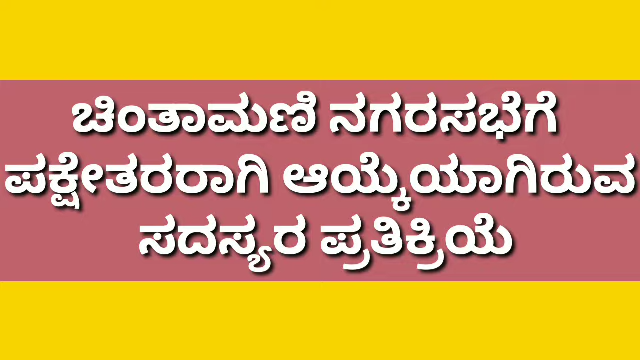 ಚಿಂತಾಮಣಿ ನಗರಸಭೆಗೆ
ಪಕ್ಷೇತರರಾಗಿ ಆಯ್ಕೆಯಾಗಿರುವ
ಸದಸ್ಯರ ಪ್ರತಿಕ್ರಿಯೆ